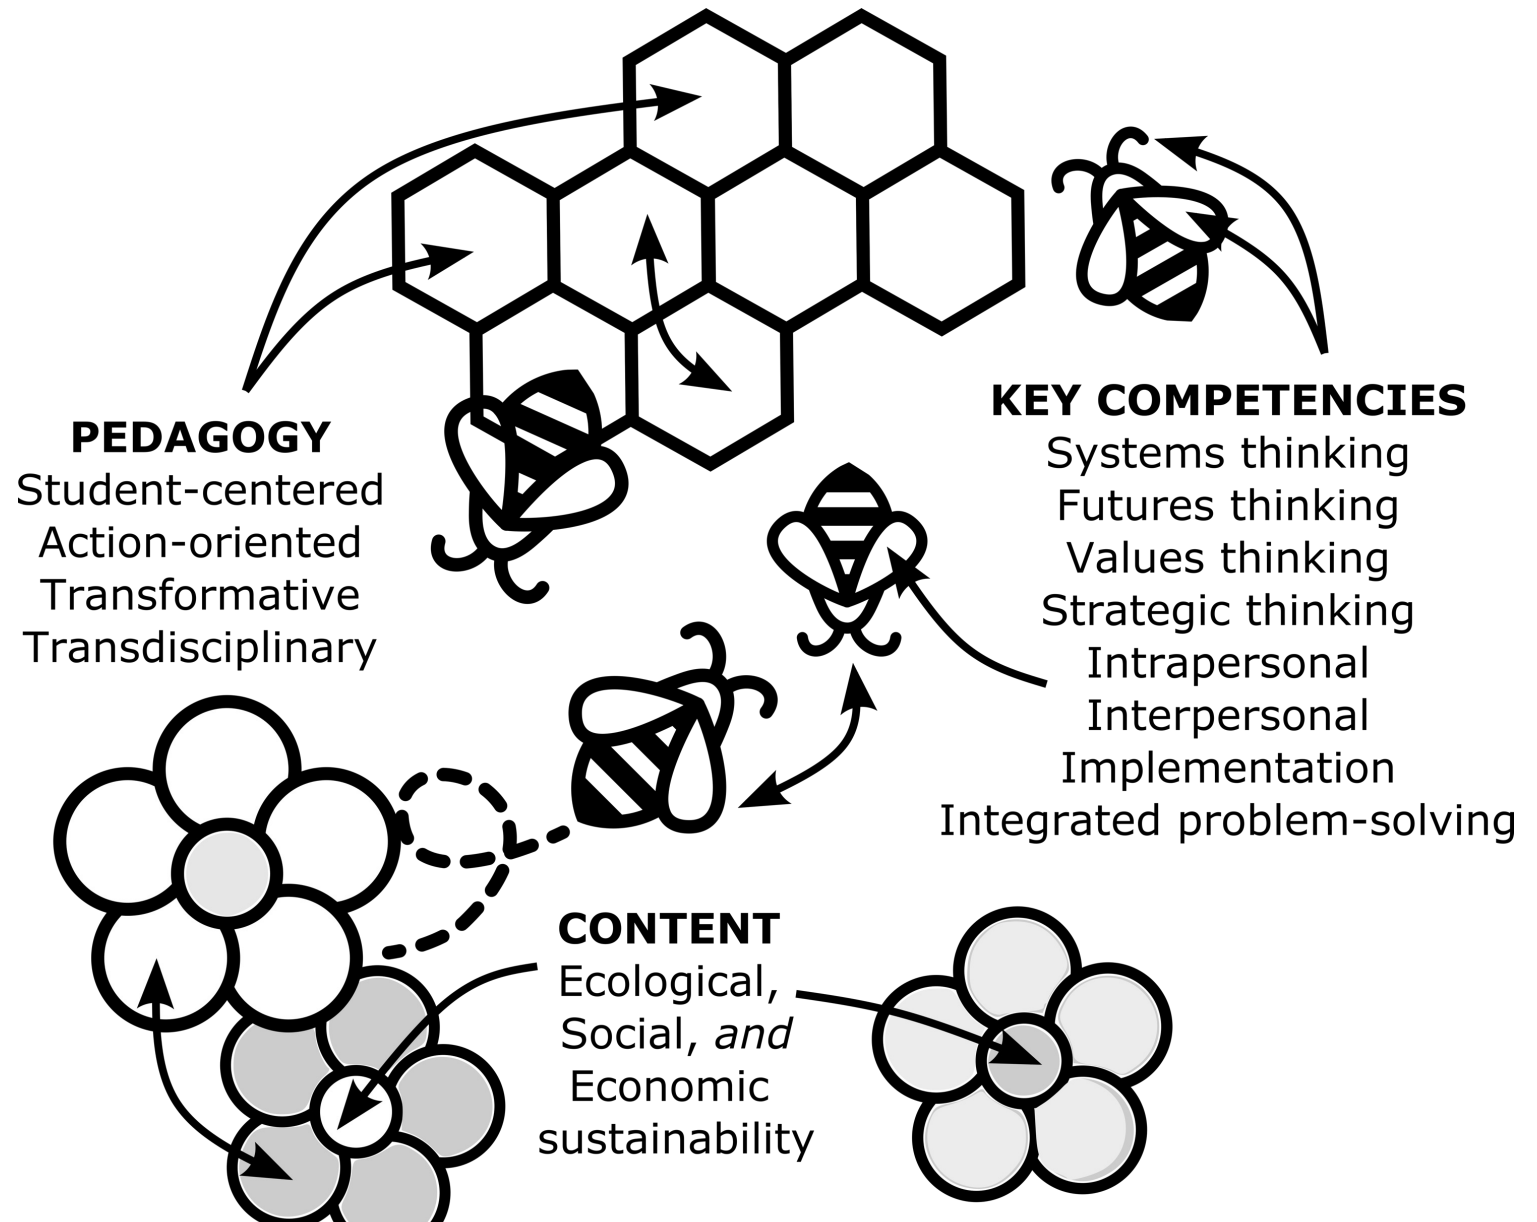 PEDAGOGY
Student-centered
Action-oriented
Transformative
Transdisciplinary
KEY COMPETENCIES
Systems thinking
Futures thinking
Values thinking
Strategic thinking
Intrapersonal
Interpersonal
Implementation
Integrated problem-solving
CONTENT
Ecological,
Social, and
Economic
sustainability